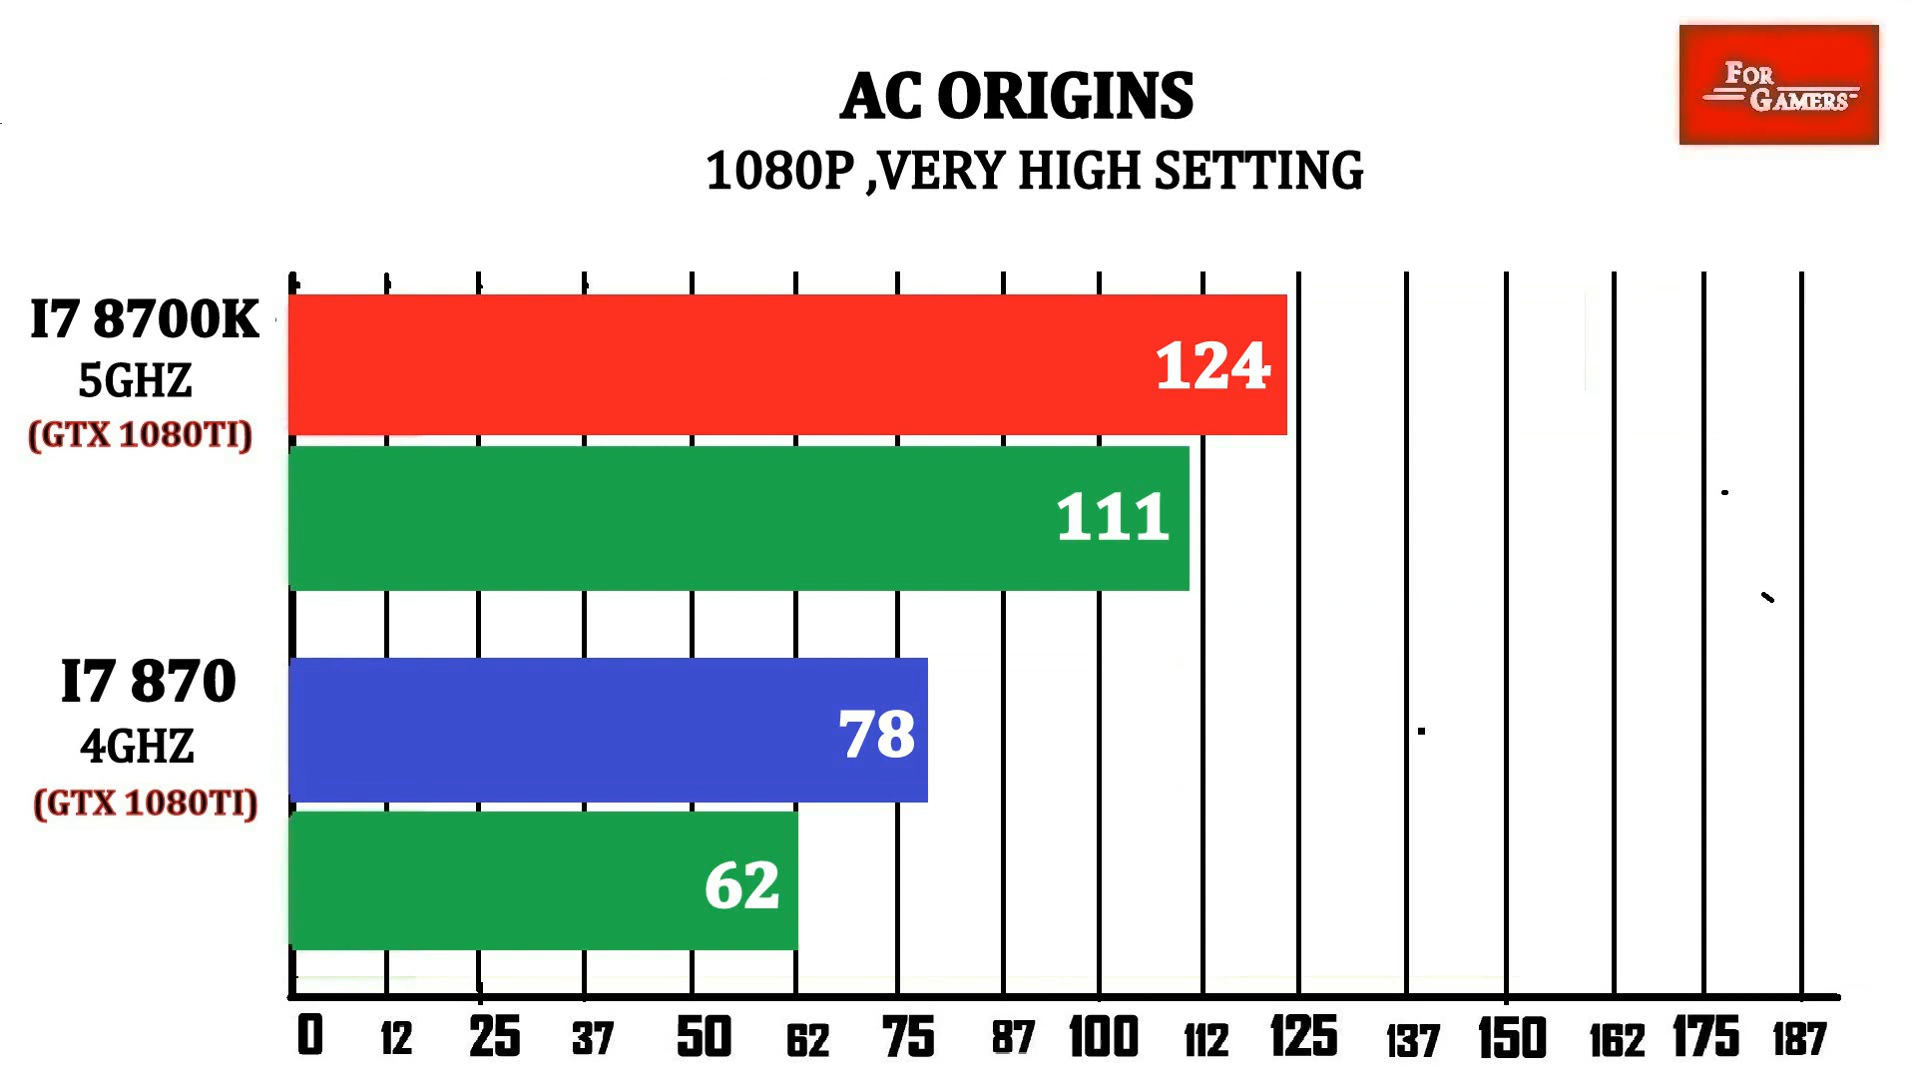 FOR
GAMERS
AC ORIGINS
1080P ,VERY HIGH SETTING
I7 8700K
5GHZ
(GTX 1080TI)
124
111
I7 870
4GHZ
(GTX 1080TI)
78
62
0 12 25 37 50 62 75 87 100 112 125 137 150 162 175 187